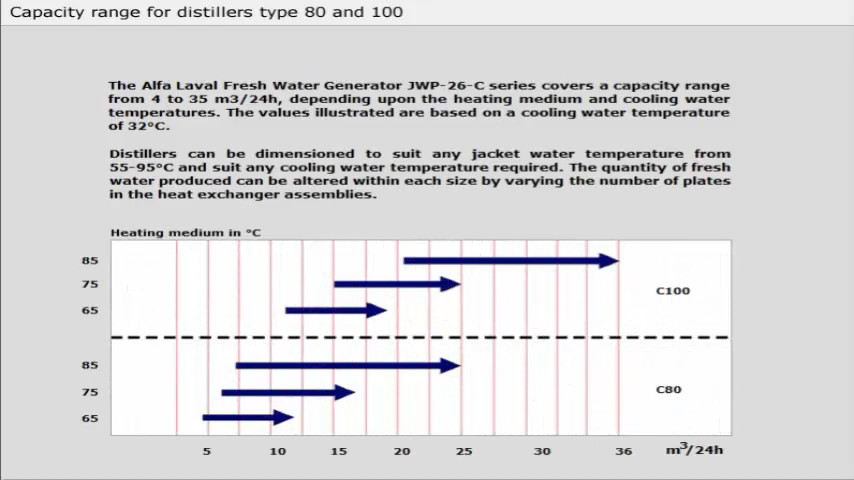 Capacity range for distillers type 80 and 100
The Alfa Laval Fresh Water Generator JWP-26-C series covers a capacity range
from 4 to 35 m3/24h, depending upon the heating medium and cooling water
temperatures. The values illustrated are based on a cooling water temperature
of 32°C.
Distillers can be dimensioned to suit any jacket water temperature from
55-95°C and suit any cooling water temperature required. The quantity of fresh
water produced can be altered within each size by varying the number of plates
in the heat exchanger assemblies.
Heating medium in °C
85
75
65
C100
85
75
65
C80
5 10 15 20 25 30 36 m³/24h